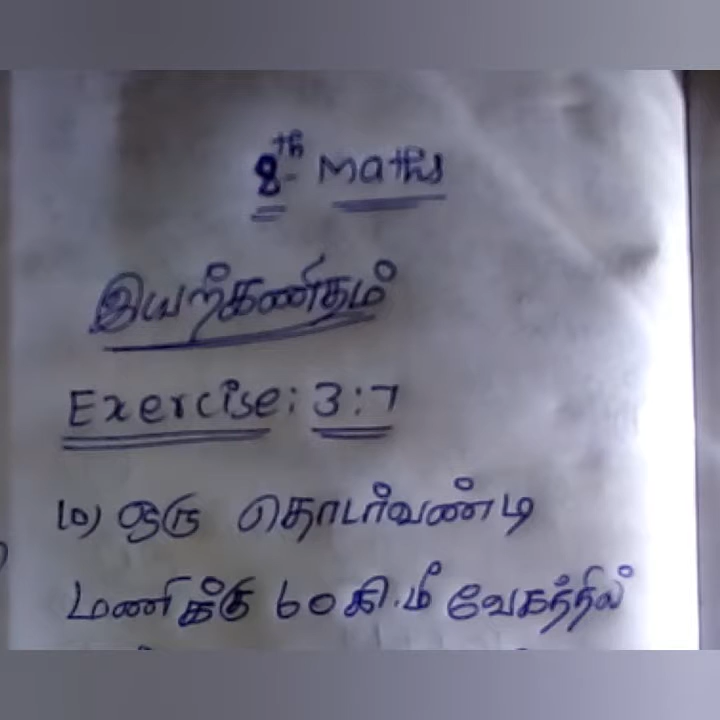 8th Maths
இயற்கணிதம்
Exercise: 3:7
10) ஒரு தொடர்வண்டி
மணிக்கு 60 கி.மீ வேகத்தில்